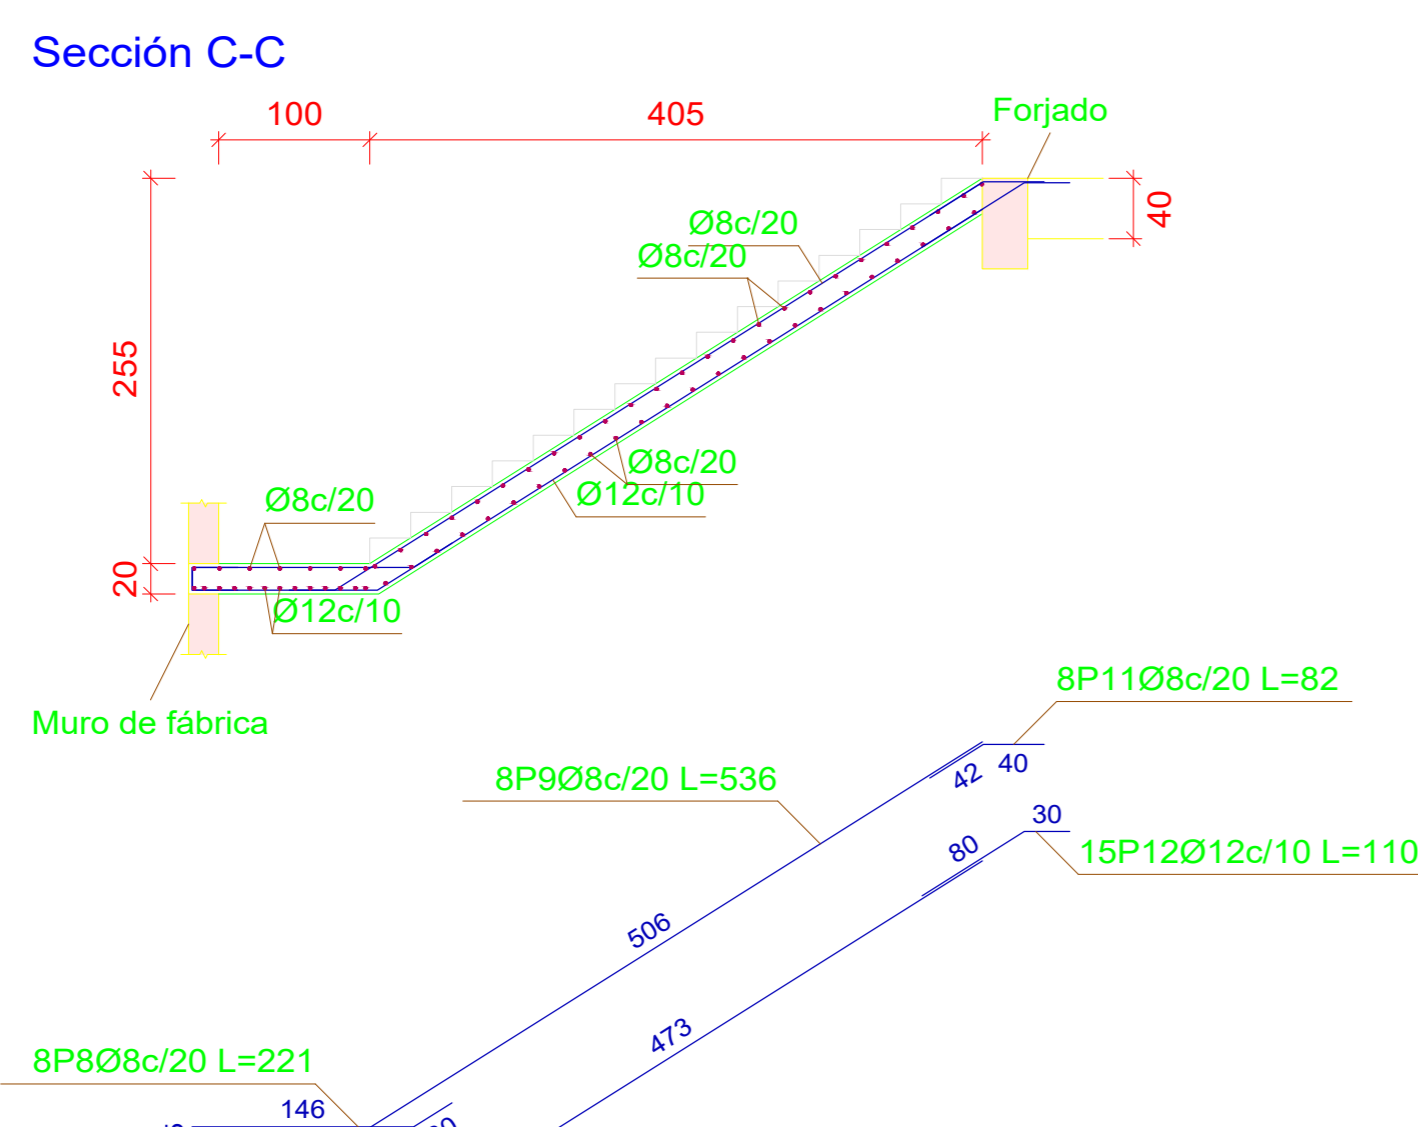 Sección C-C
100
405
Forjado
40
Ø8c/20
Ø8c/20
255
Ø8c/20
Ø12c/10
Ø8c/20
20
Ø12c/10
Muro de fábrica
8P11Ø8c/20 L=82
8P9Ø8c/20 L=536
42
40
30
80
15P12Ø12c/10 L=110
506
473
8P8Ø8c/20 L=221
146